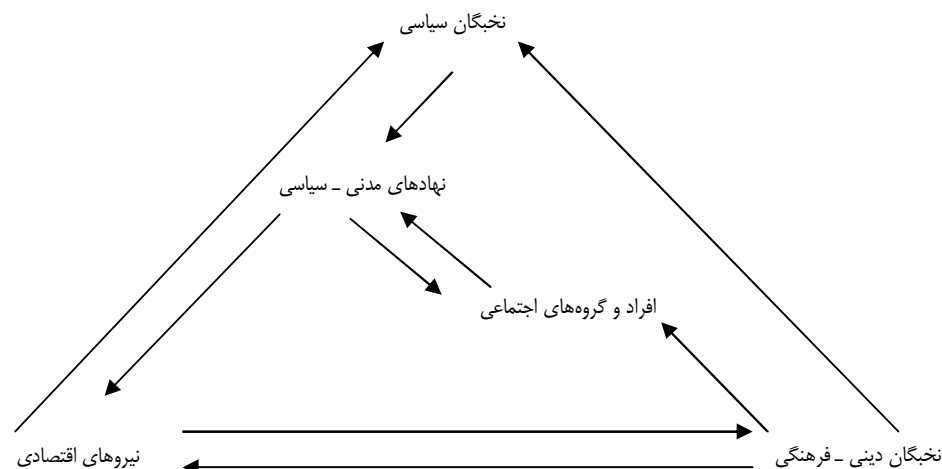 نخبگان سیاسی
نهادهای مدنی ـ سیاسی
افراد و گروه‌های اجتماعی
نخبگان دینی ـ فرهنگی
نیروهای اقتصادی